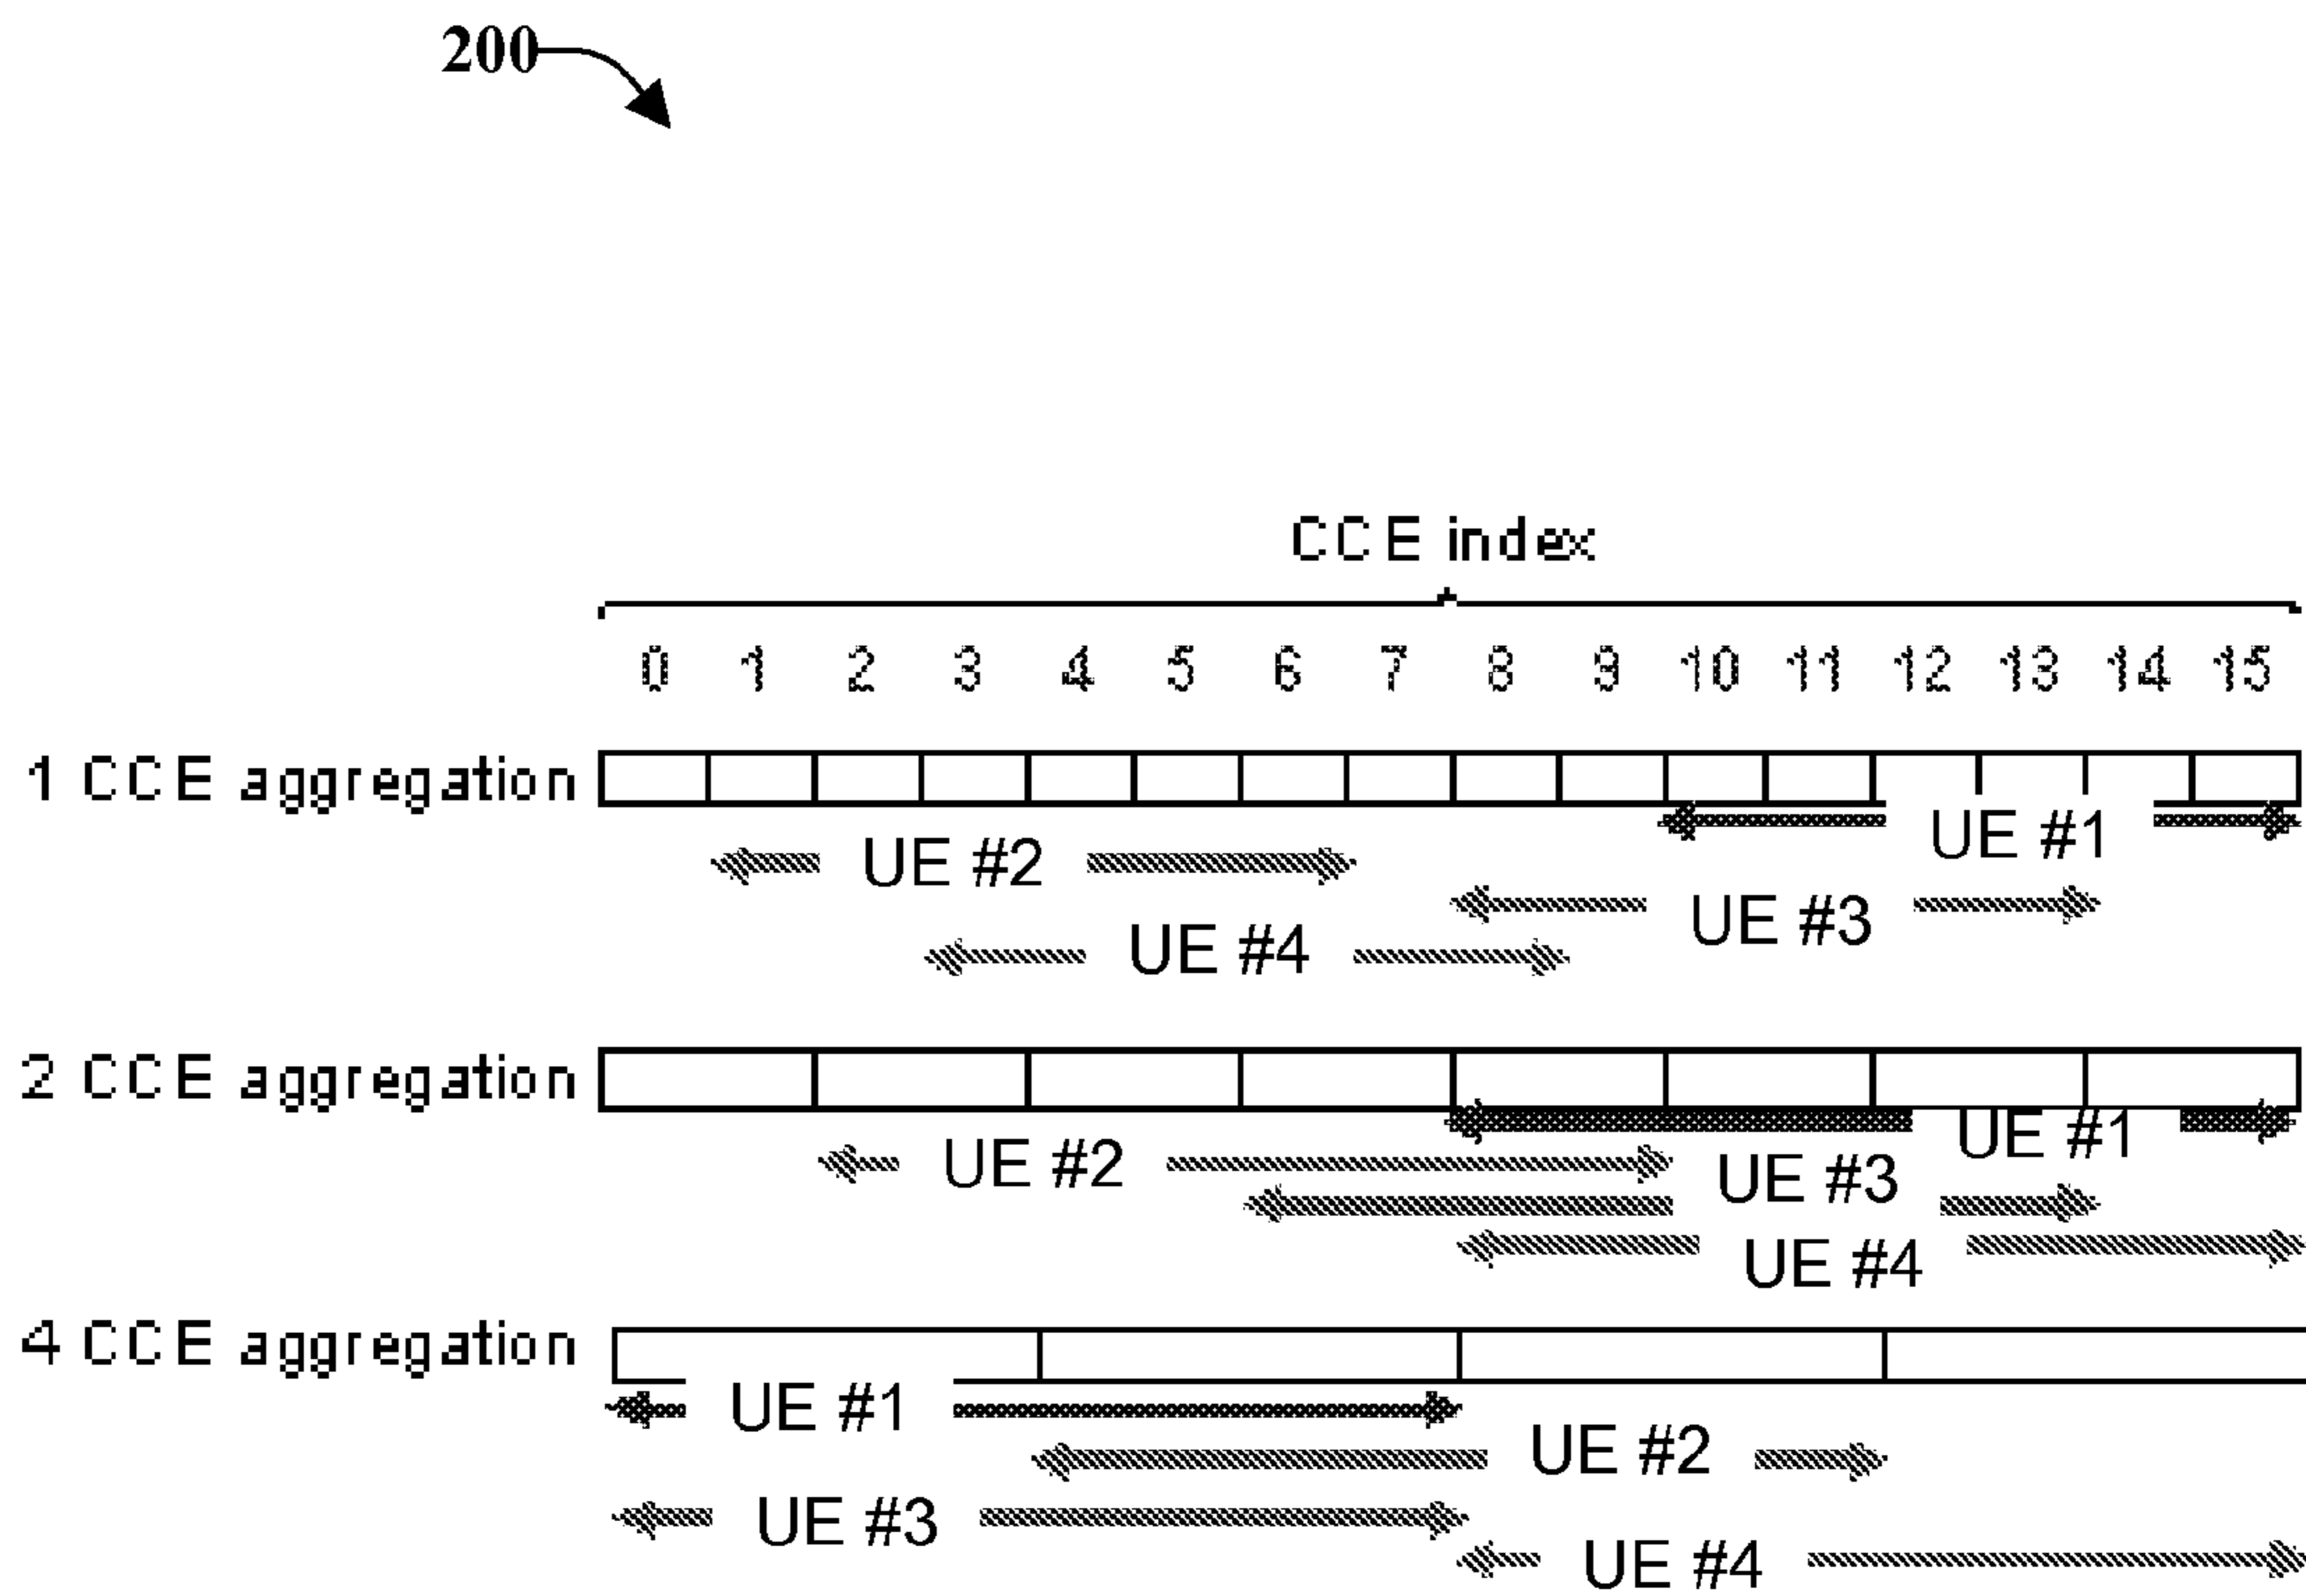 200
CCE index
0 1 2 3 4 5 6 7 8 9 10 11 12 13 14 15
1 CCE aggregation
UE #1
UE #2
UE #3
UE #4
2 CCE aggregation
UE #1
UE #2
UE #3
UE #4
4 CCE aggregation
UE #1
UE #2
UE #3
UE #4